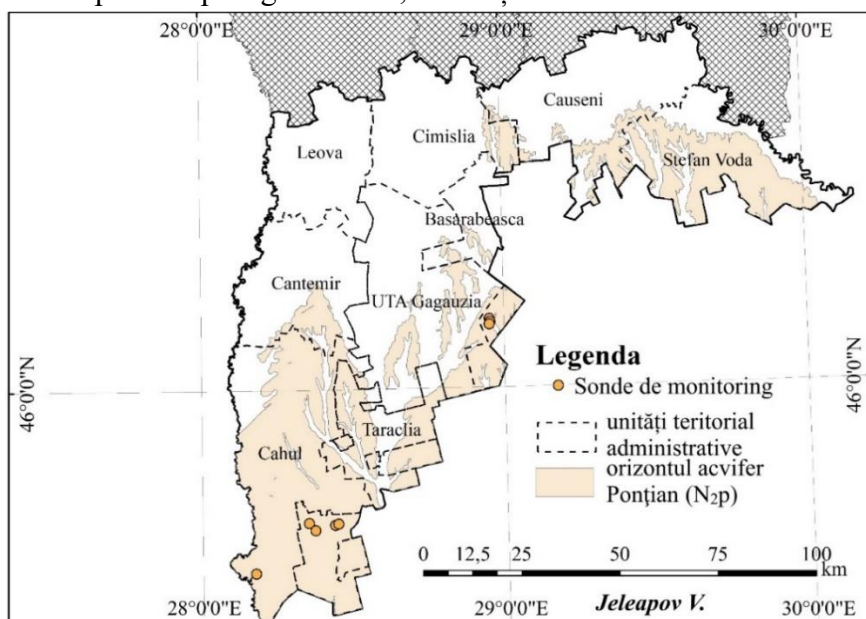 28°0'0"E
29°0'0"E
30°0'0"E
Causeni
Cimislia
Leova
Stefan Voda
Basarabeasca
Cantemir
UTA Gagauzia
Legenda
Sonde de monitoring
46°0'0"N
46°0'0"N
unități teritorial
administrative
Taraclia
orizontul acvifer
Ponțian (N₂p)
Cahul
0 12,5 25 50 75 100
km
Jeleapov V.
28°0'0"E
29°0'0"E
30°0'0"E